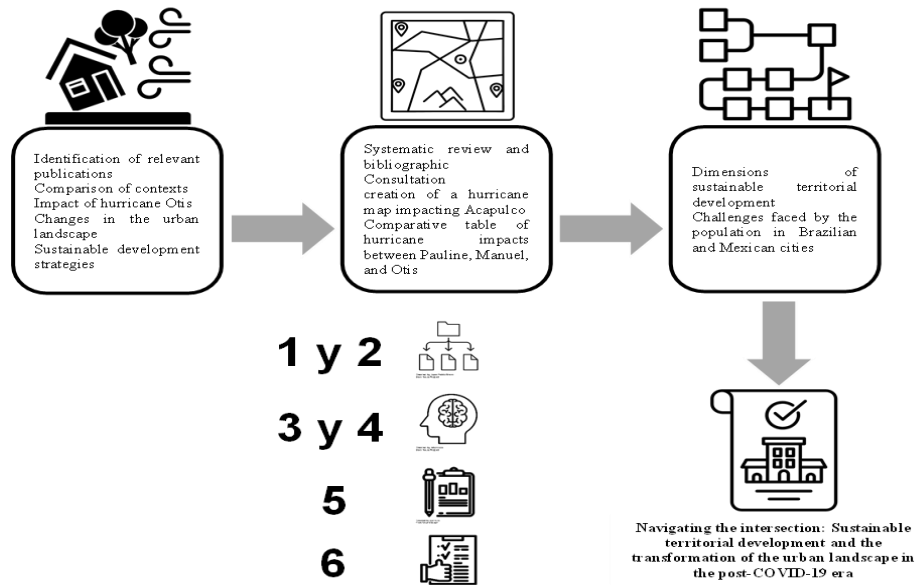 Identification of relevant
publications
Comparison of contexts
Impact of hurricane Otis
Changes in the urban
landscape
Sustainable development
strategies
Systematic review and
bibliographic
Consultation
creation of a hurricane
map impacting Acapulco
Comparative table of
hurricane impacts
between Pauline, Manuel,
and Otis
Dimensions of
sustainable territorial
development
Challenges faced by the
population in Brazilian
and Mexican cities
1 y 2
3 y 4
5
6
Navigating the intersection: Sustainable
territorial development and the
transformation of the urban landscape in
the post-COVID-19 era